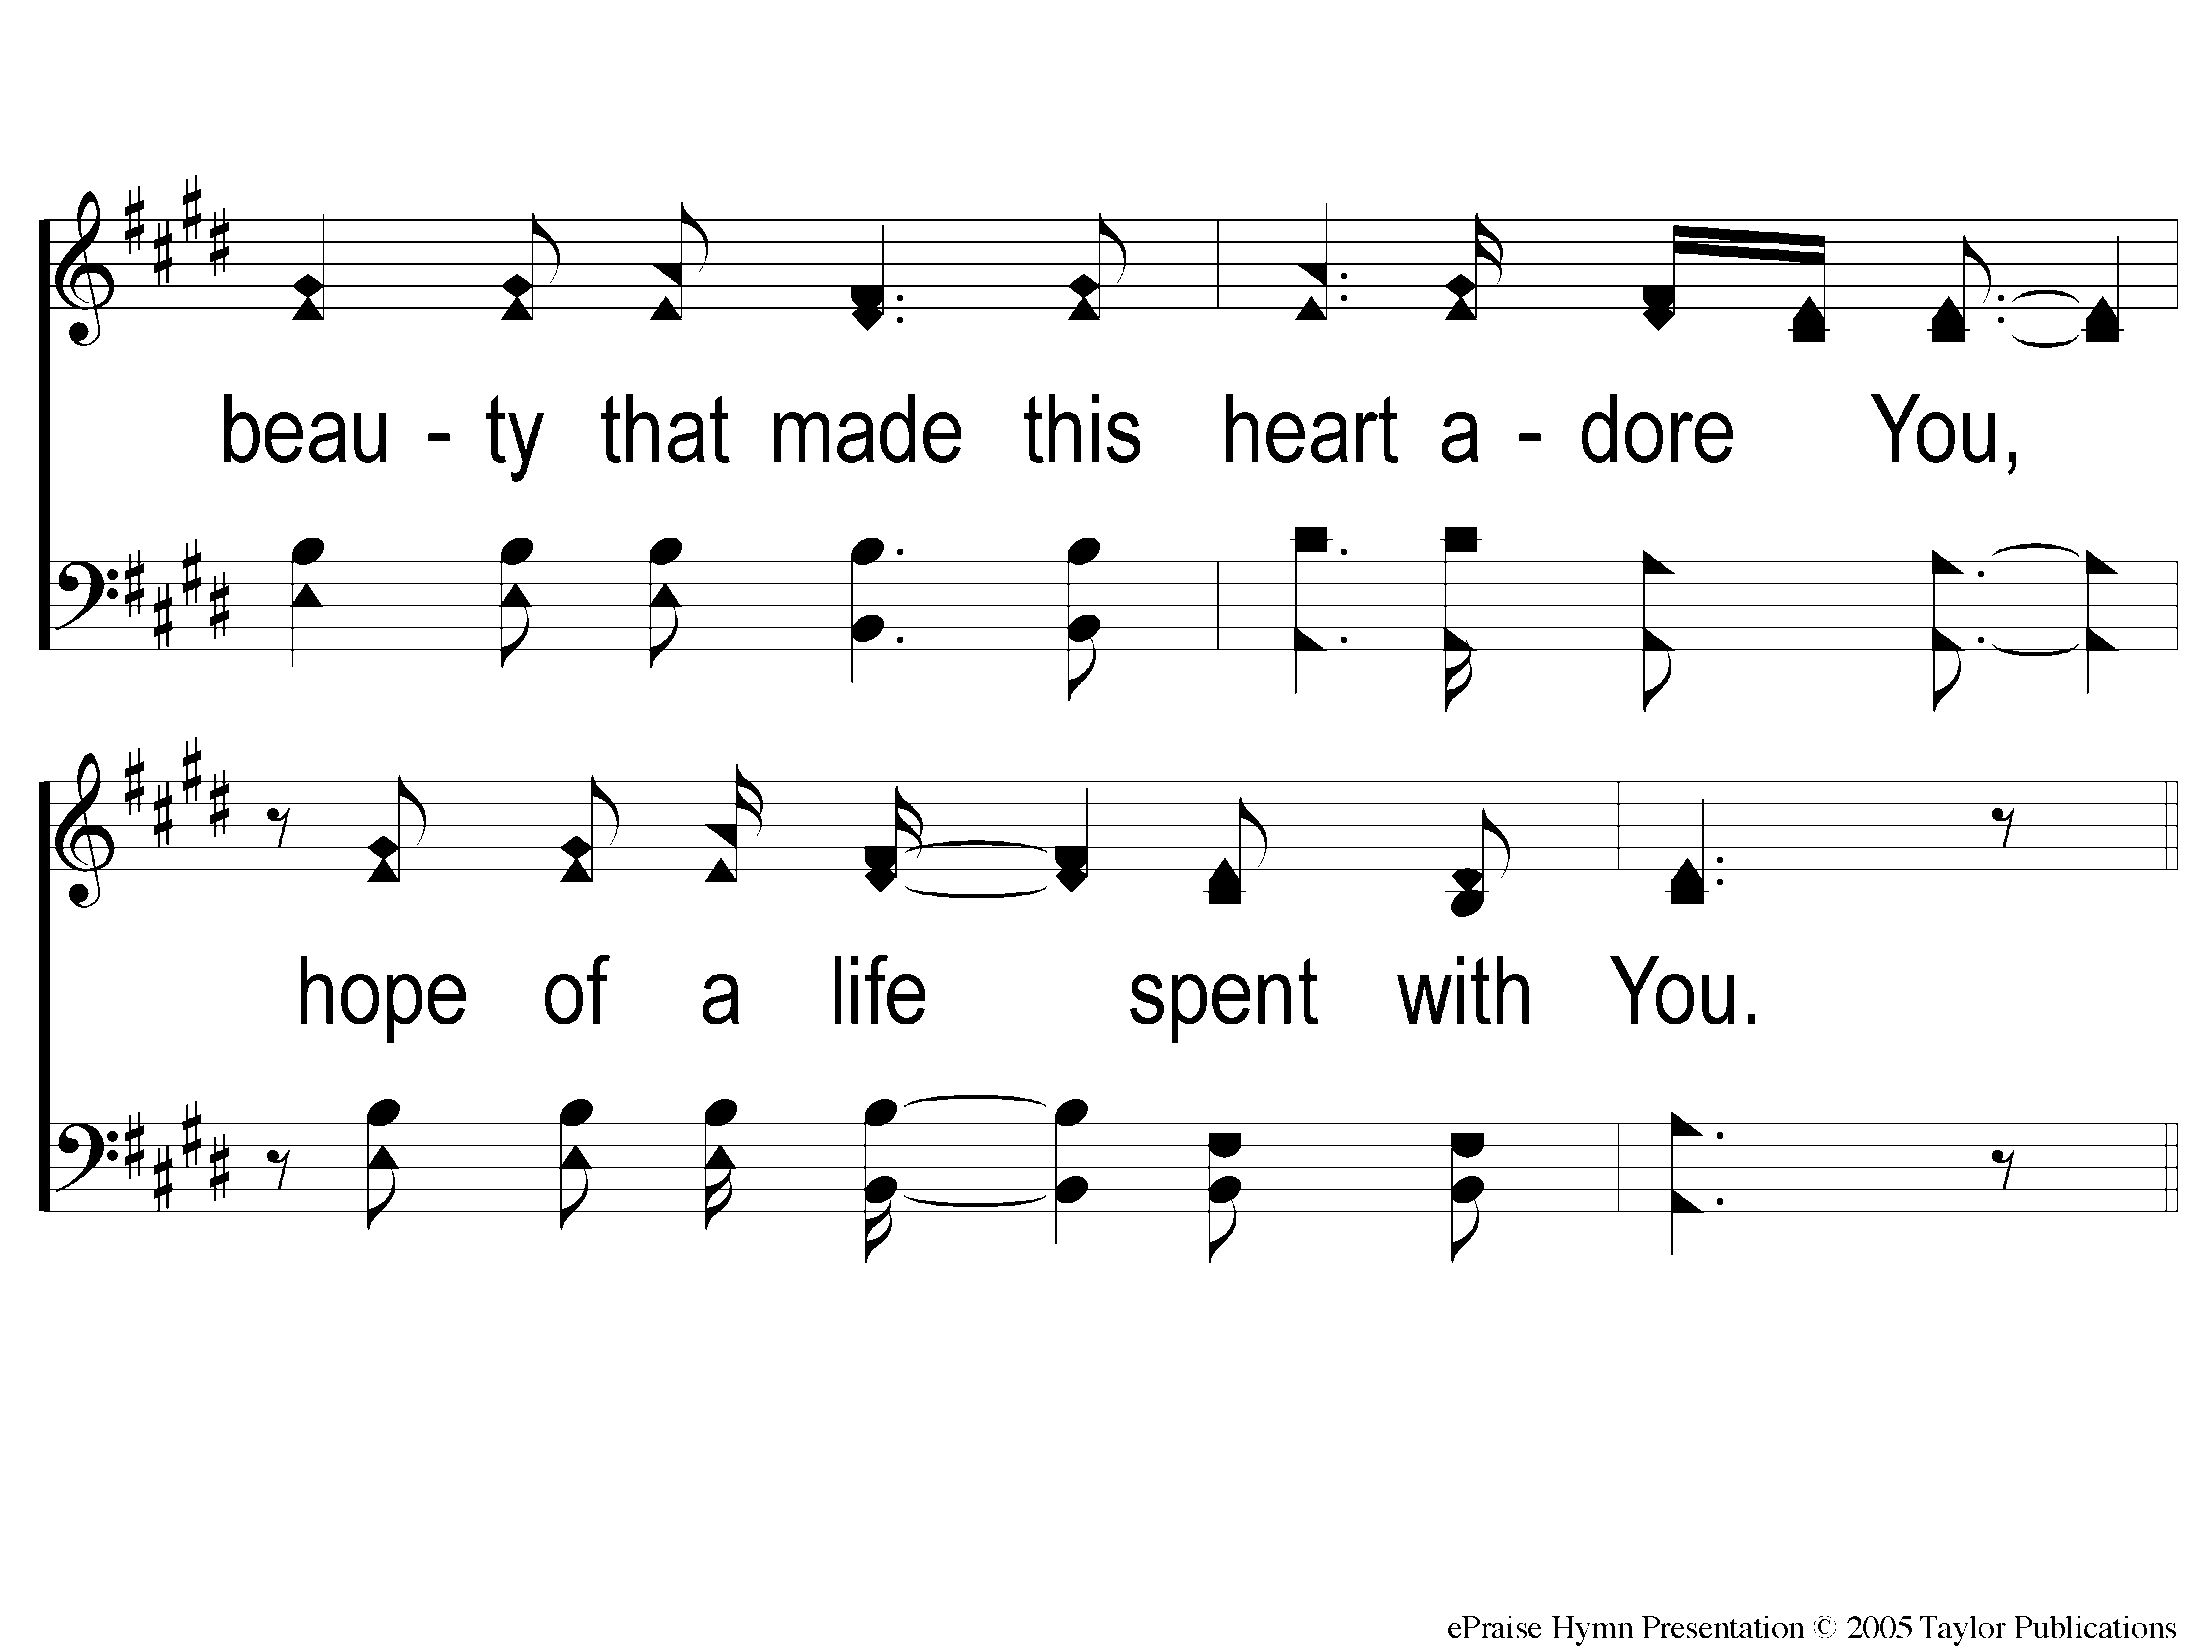 beau - ty that made this heart a - dore You,
hope of a life spent with You.
ePraise Hymn Presentation © 2005 Taylor Publications